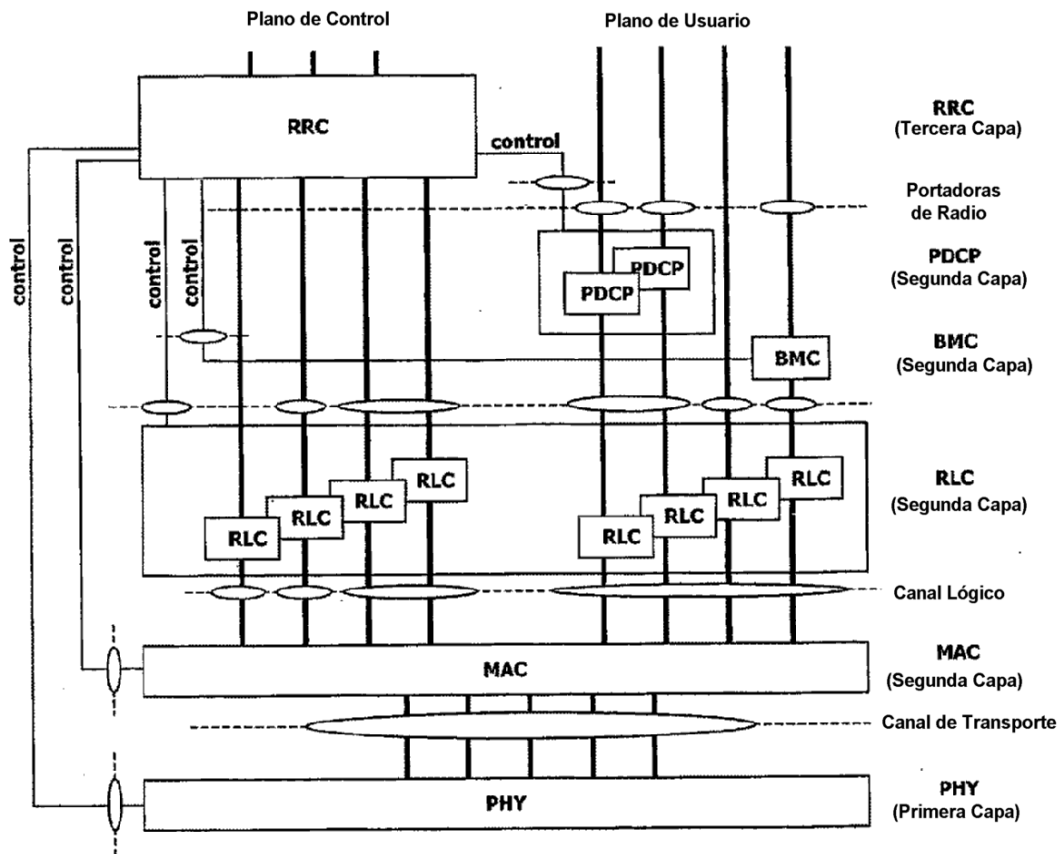 Plano de Control
Plano de Usuario
RRC
RRC
(Tercera Capa)
control
Portadoras
de Radio
control
control
control
control
PDCP
PDCP
PDCP
(Segunda Capa)
BMC
BMC
(Segunda Capa)
RLC
RLC
RLC
RLC
RLC
RLC
RLC
RLC
RLC
(Segunda Capa)
Canal Lógico
MAC
MAC
(Segunda Capa)
Canal de Transporte
PHY
PHY
(Primera Capa)